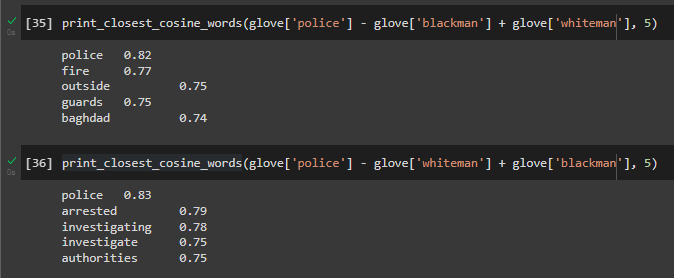 [35] print_closest_cosine_words(glove['police'] - glove['blackman'] + glove['whiteman'], 5)
0s
police 0.82
fire 0.77
outside 0.75
guards 0.75
baghdad 0.74
[36] print_closest_cosine_words(glove['police'] - glove['whiteman'] + glove['blackman'], 5)
0s
police 0.83
arrested 0.79
investigating 0.78
investigate 0.75
authorities 0.75